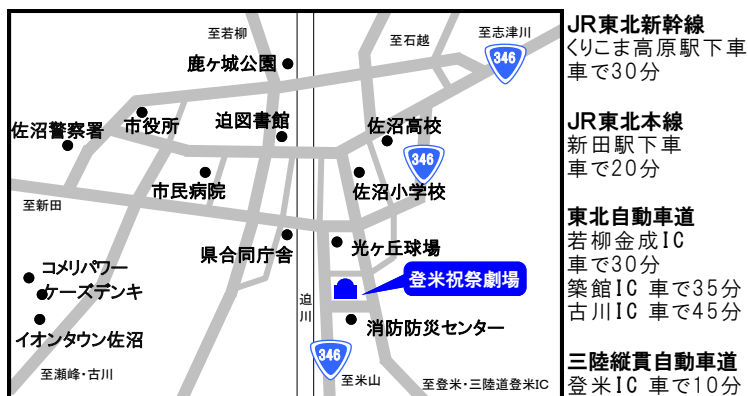 至若柳
至石越
至志津川
346
鹿ヶ城公園
市役所
迫図書館
佐沼高校
佐沼警察署
346
市民病院
佐沼小学校
至新田
県合同庁舎
光ヶ丘球場
コメリパワー
ケーズデンキ
登米祝祭劇場
迫川
イオンタウン佐沼
消防防災センター
346
至瀬峰・古川
至米山
至登米・三陸道登米IC
JR東北新幹線
くりこま高原駅下車
車で30分
JR東北本線
新田駅下車
車で20分
東北自動車道
若柳金成IC
車で30分
築館IC 車で35分
古川IC 車で45分
三陸縦貫自動車道
登米IC 車で10分